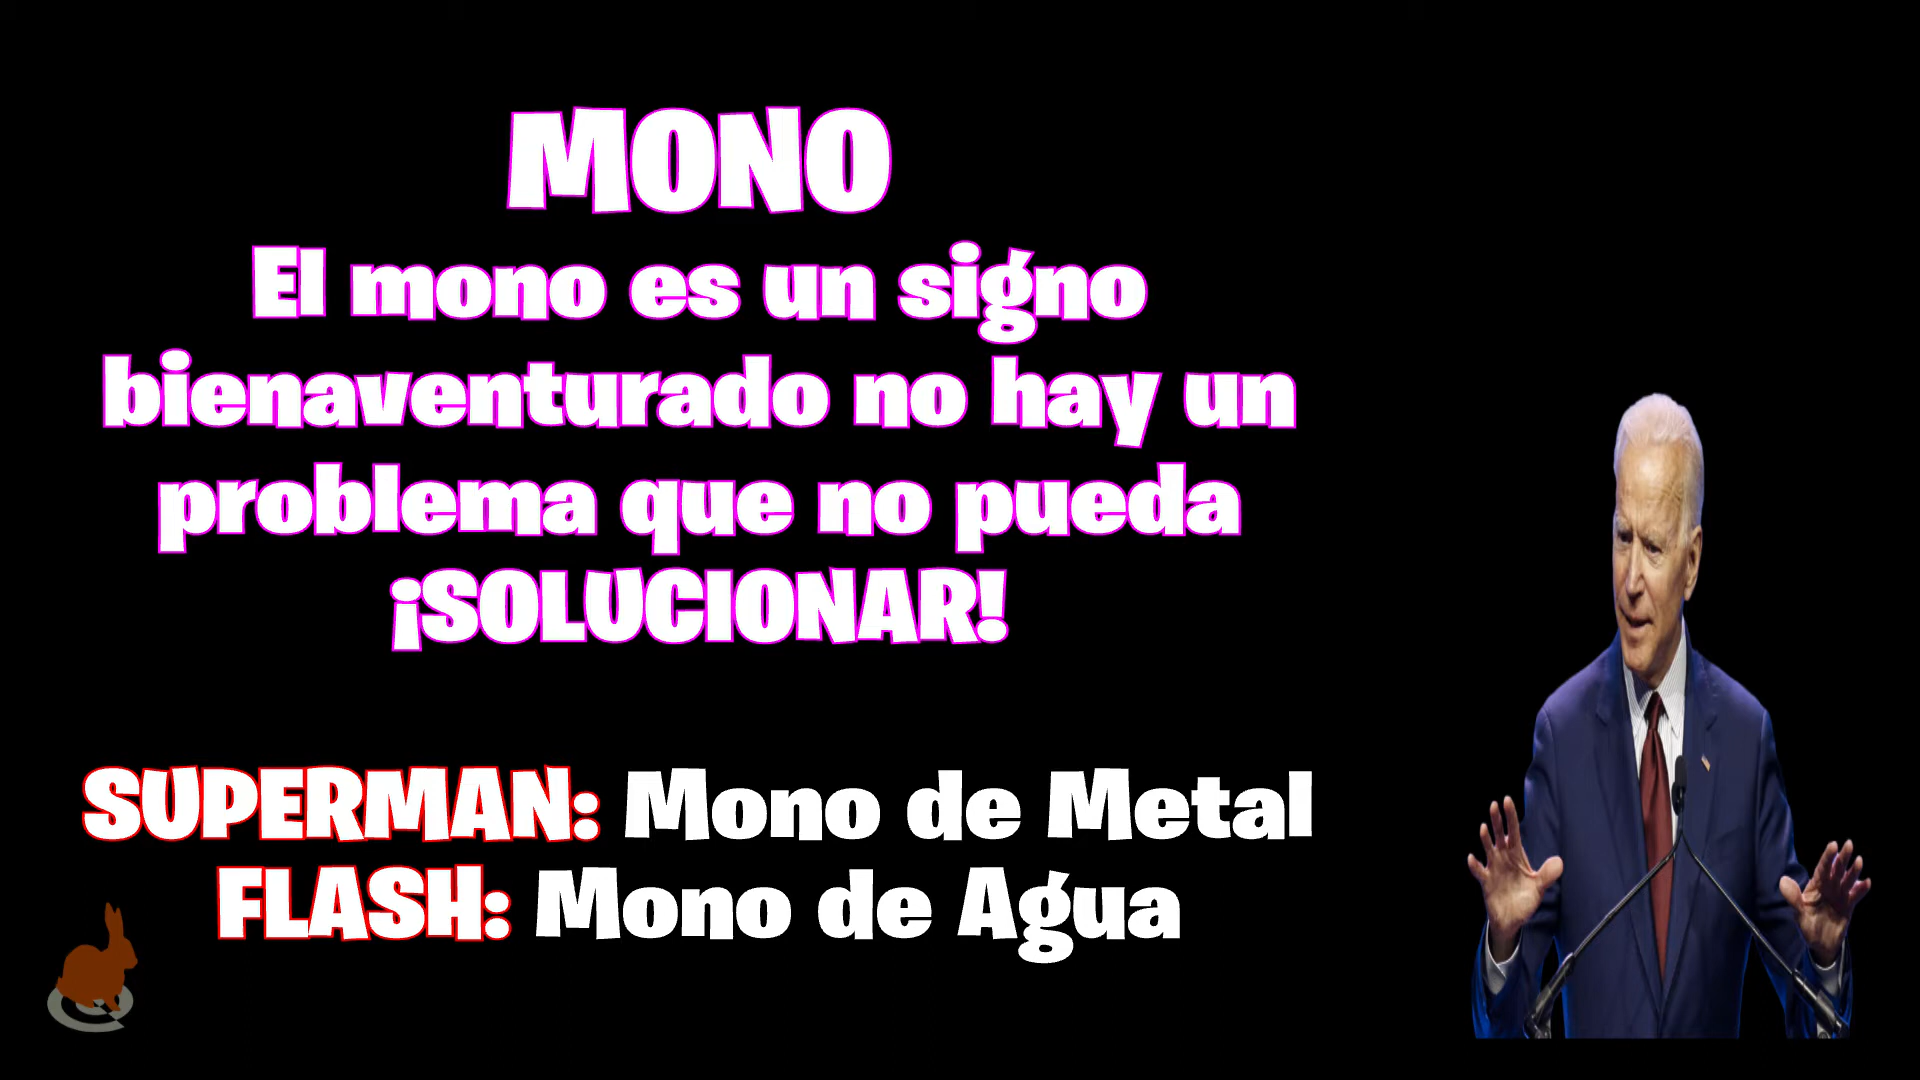 MONO
El mono es un signo
bienaventurado no hay un
problema que no pueda
¡SOLUCIONAR!
SUPERMAN: Mono de Metal
FLASH: Mono de Agua